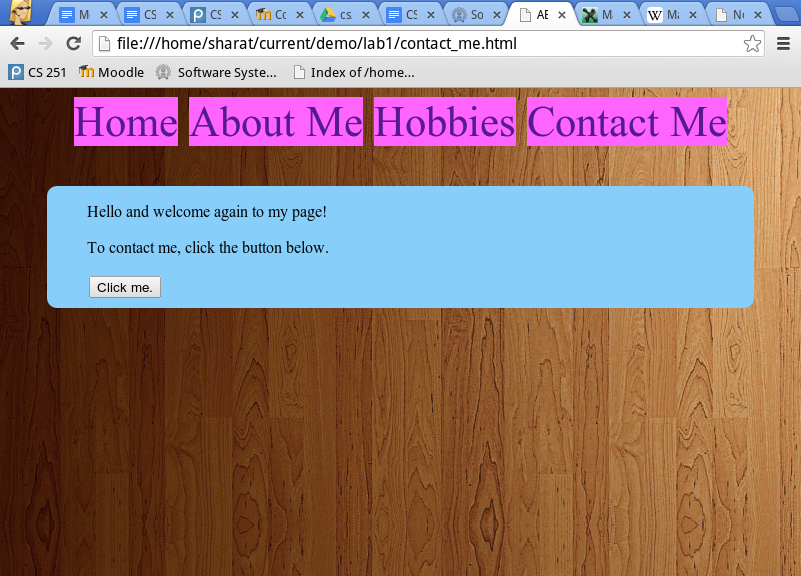 M CS CS Co cs CS So AE M Ma No
file:///home/sharat/current/demo/lab1/contact_me.html
CS 251 Moodle Software Syste... Index of /home...
Home About Me Hobbies Contact Me
Hello and welcome again to my page!
To contact me, click the button below.
Click me.